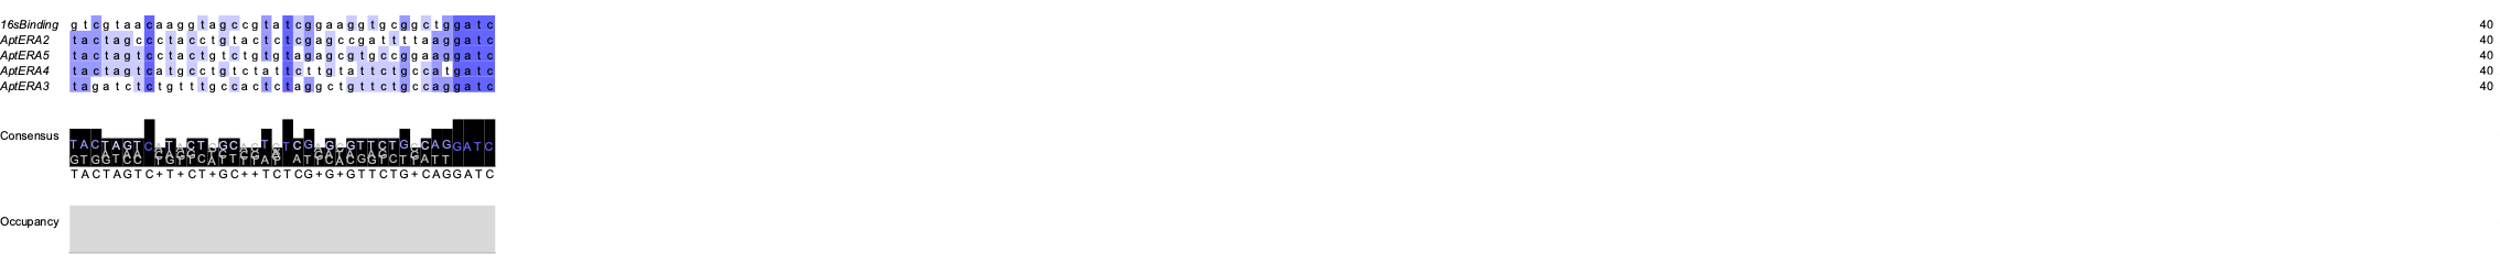 16sBinding g t c g t a a c a a g g t a g c c g t a t c g g a a g g t g c g g c t g g a t c 40
AptERA2 t a c t a g c c c t a c c t g t a c t c t c g a g c c g a t t t t a a g g a t c 40
AptERA5 t a c t a g t c c t a c t g t c t g t g t a g a g c g t g c c g g a a g g a t c 40
AptERA4 t a c t a g t c a t g c c t g t c t a t t c t t g t a t t c t g c c a t g a t c 40
AptERA3 t a g a t c t c t g t t t g c c a c t c t a g g c t g t t c t g c c a g g a t c 40
Consensus
T A C T A G T C + T + C T + G C + + T C T C G + G + G T T C T G + C A G G A T C
Occupancy